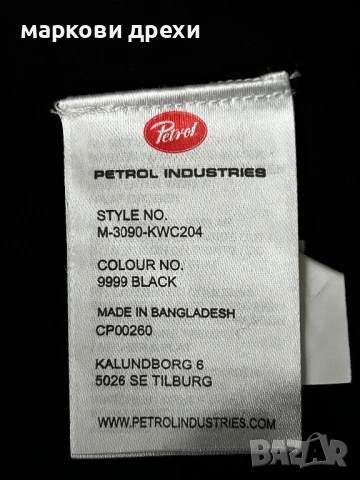 маркови дрехи
Petrol
PETROL INDUSTRIES
STYLE NO.
M-3090-KWC204
COLOUR NO.
9999 BLACK
MADE IN BANGLADESH
CP00260
KALUNDBORG 6
5026 SE TILBURG
WWW.PETROLINDUSTRIES.COM
BAZAR